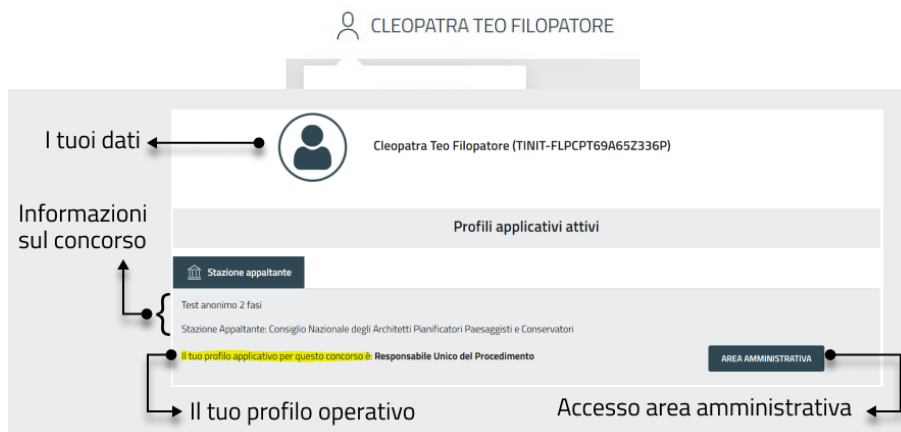 CLEOPATRA TEO FILOPATORE
I tuoi dati
Cleopatra Teo Filopatore (TINIT-FLPCPT69A65Z336P)
Informazioni
sul concorso
Profili applicativi attivi
Stazione appaltante
Test anonimo 2 fasi
Stazione Appaltante: Consiglio Nazionale degli Architetti Pianificatori Paesaggisti e Conservatori
Il tuo profilo applicativo per questo concorso è: Responsabile Unico del Procedimento
AREA AMMINISTRATIVA
Il tuo profilo operativo
Accesso area amministrativa